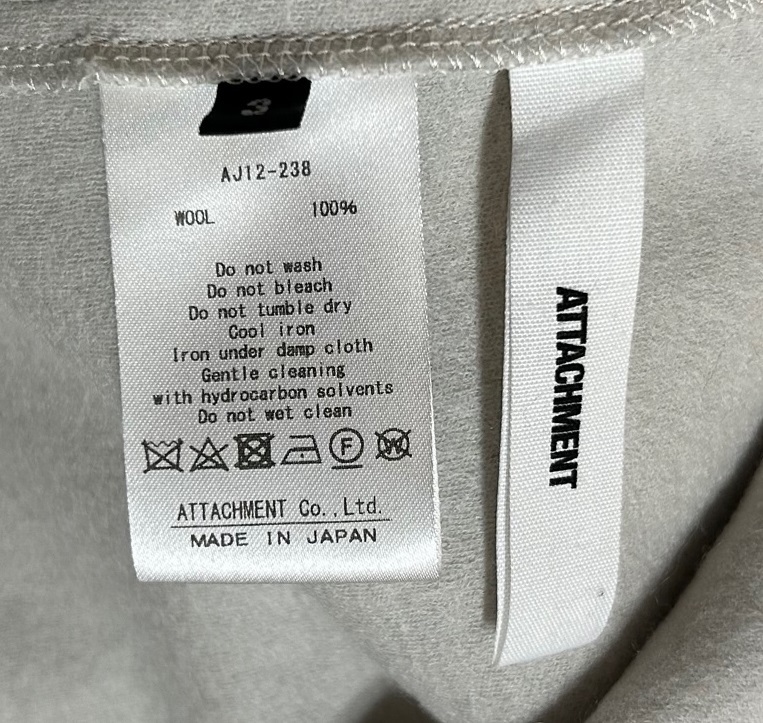 3
AJ12-238
WOOL 100%
Do not wash
Do not bleach
Do not tumble dry
Cool iron
Iron under damp cloth
Gentle cleaning
with hydrocarbon solvents
Do not wet clean
F W
ATTACHMENT Co.,Ltd.
MADE IN JAPAN
ATTACHMENT